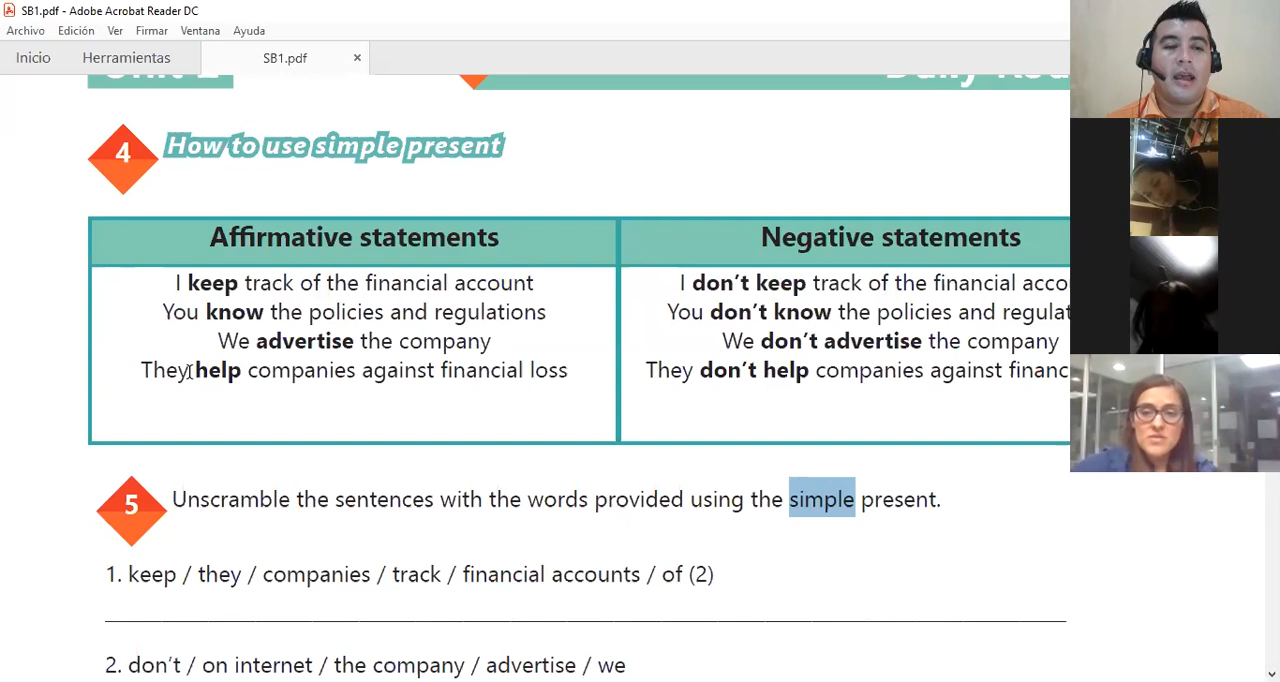 SB1.pdf - Adobe Acrobat Reader DC
Archivo Edición Ver Firmar Ventana Ayuda
Inicio Herramientas SB1.pdf ×
4 How to use simple present
Affirmative statements Negative statements
I keep track of the financial account I don't keep track of the financial acco
You know the policies and regulations You don't know the policies and regulat
We advertise the company We don't advertise the company
They help companies against financial loss They don't help companies against financ
5 Unscramble the sentences with the words provided using the simple present.
1. keep / they / companies / track / financial accounts / of (2)
2. don't / on internet / the company / advertise / we